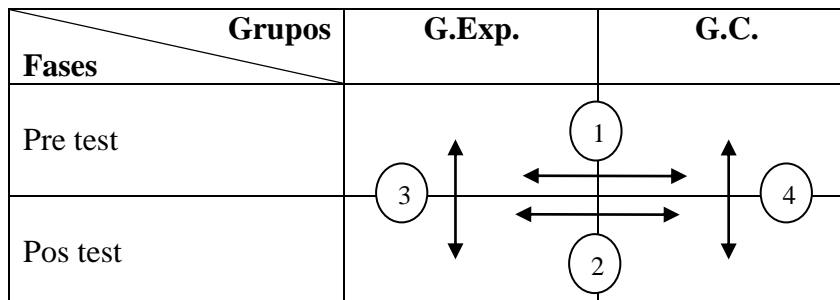 Grupos G.Exp. G.C.
Fases
Pre test
1
3
4
2
Pos test